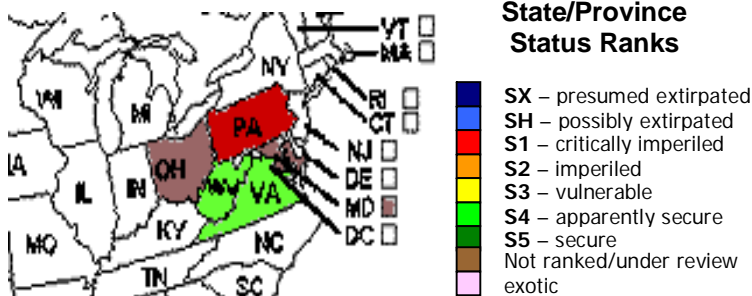 State/Province
Status Ranks
VT
MA
NY
WI
MI
RI
CT
PA
NJ
IA
OH
DE
IL
IN
WV
VA
MD
DC
KY
MO
NC
TN
SC
SX – presumed extirpated
SH – possibly extirpated
S1 – critically imperiled
S2 – imperiled
S3 – vulnerable
S4 – apparently secure
S5 – secure
Not ranked/under review
exotic